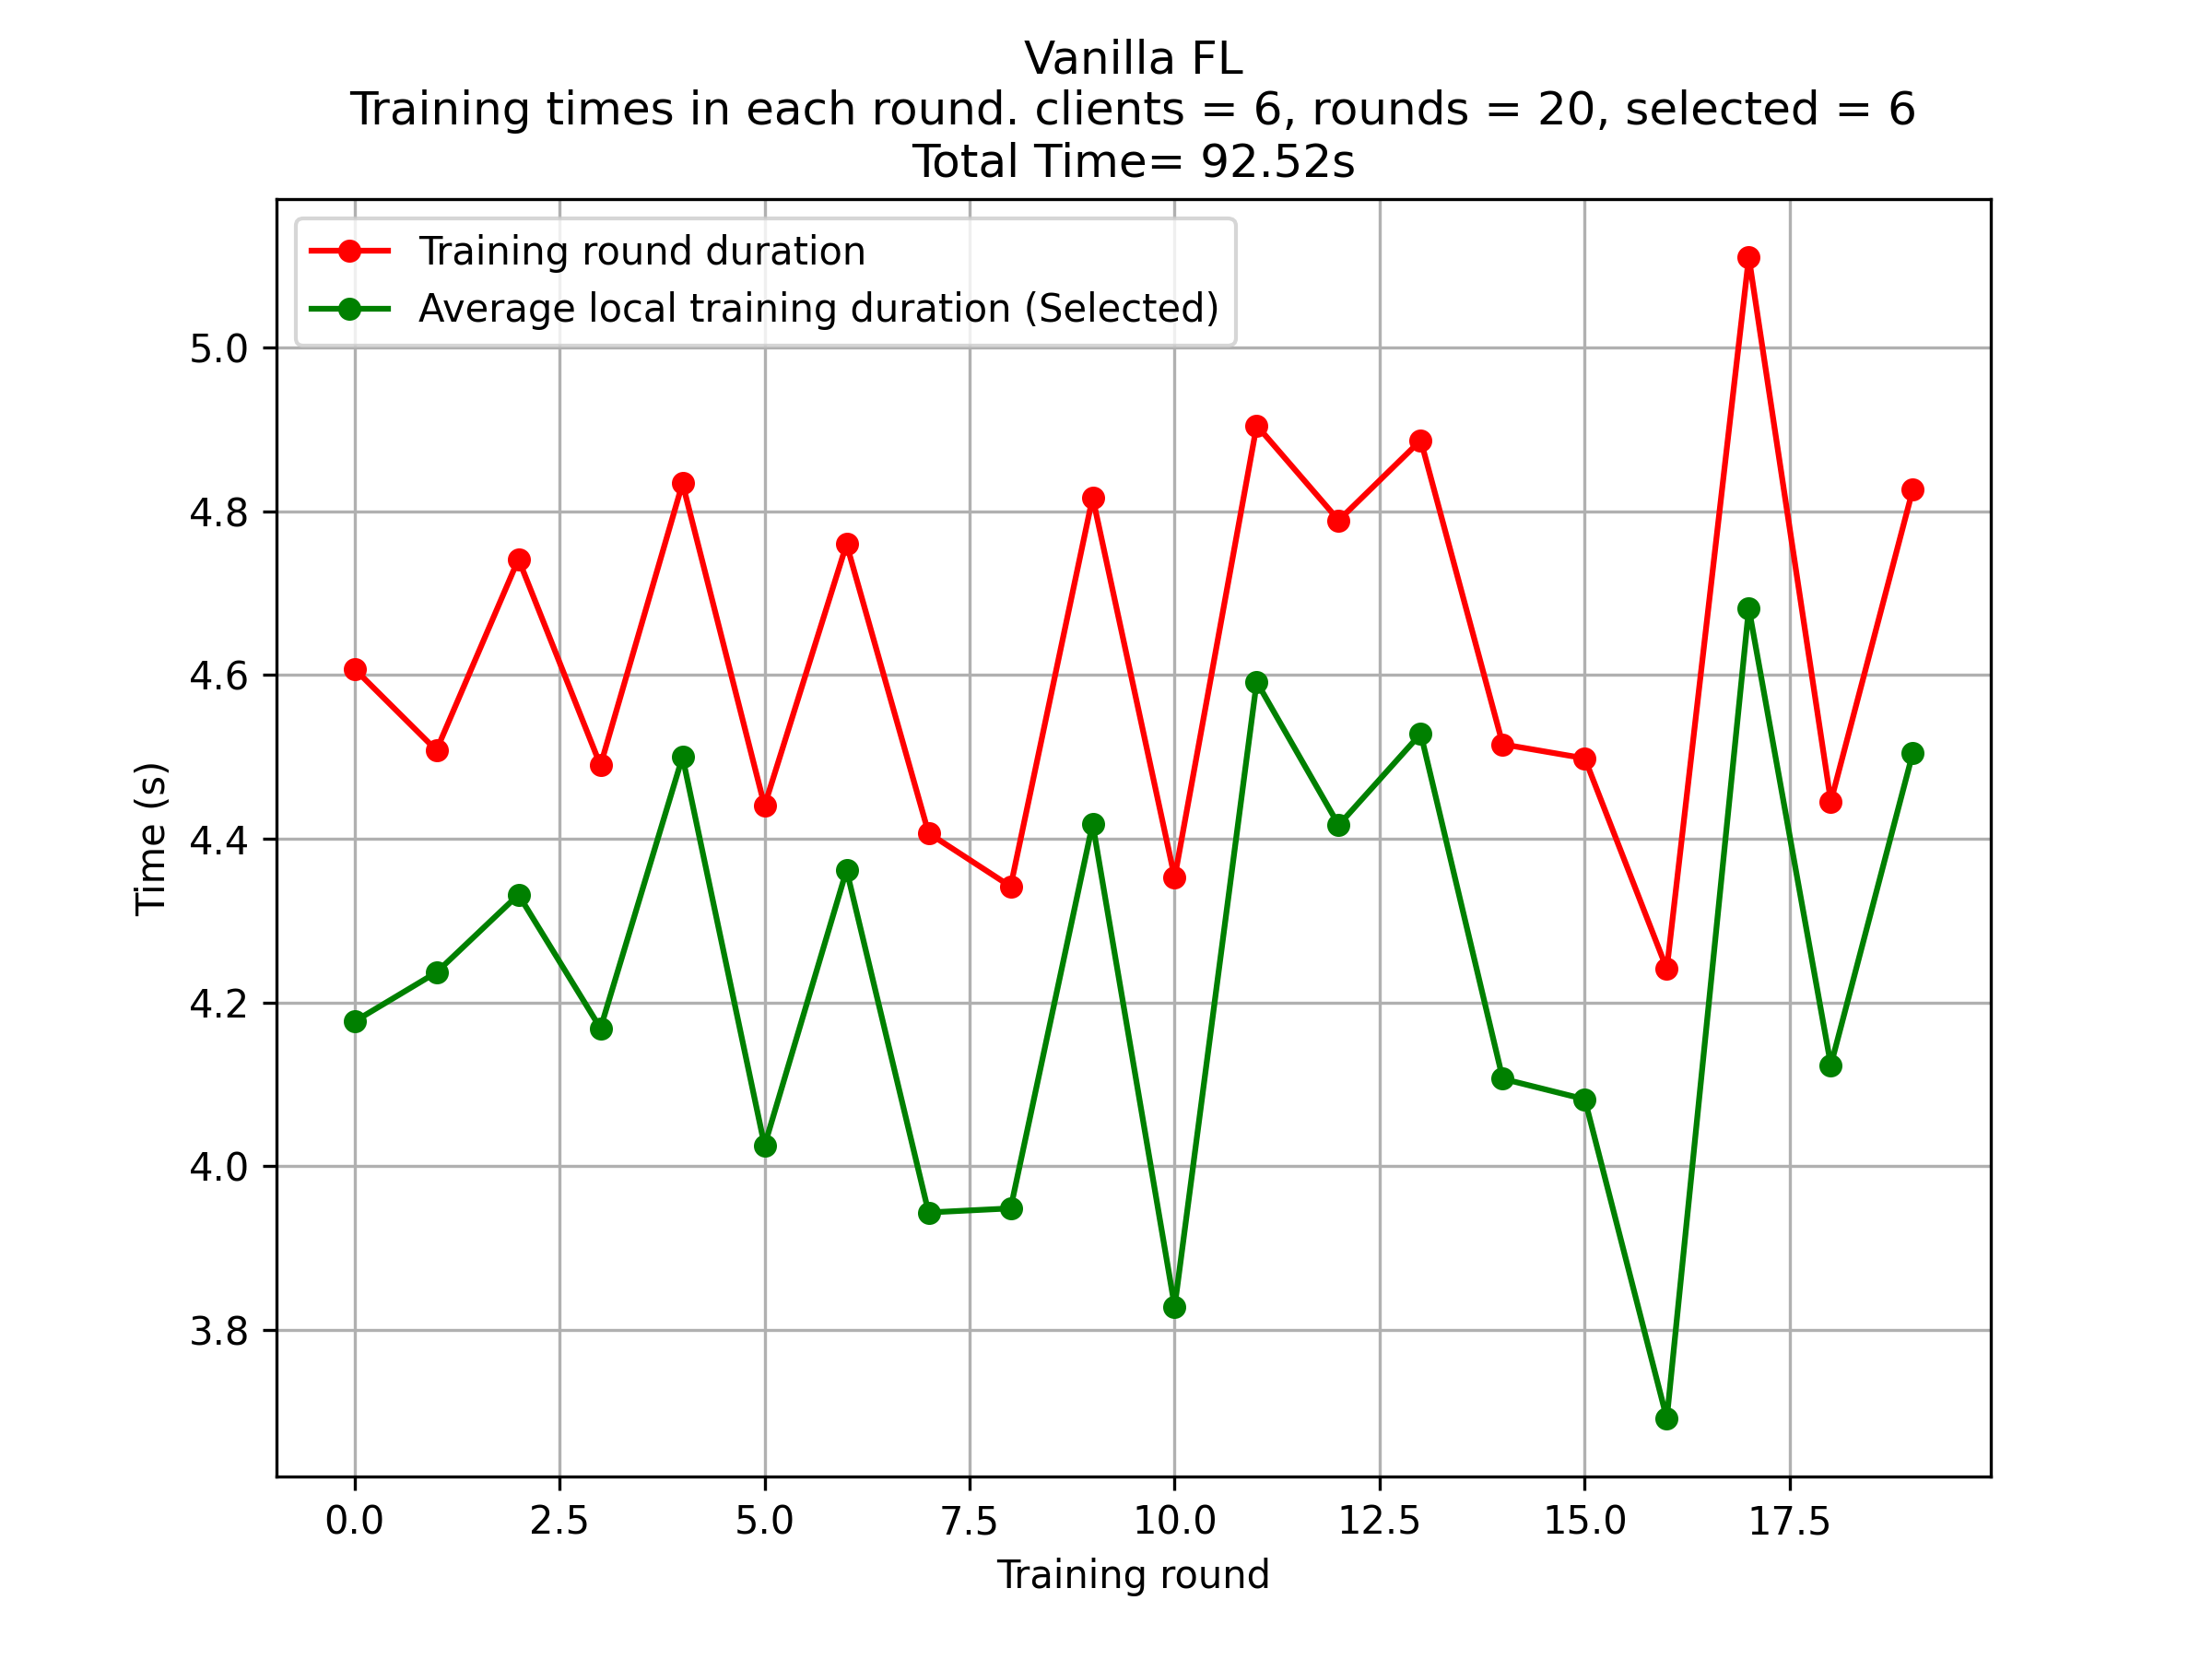 Vanilla FL
Training times in each round. clients = 6, rounds = 20, selected = 6
Total Time= 92.52s
Training round duration
Average local training duration (Selected)
5.0
4.8
4.6
4.4
4.2
4.0
3.8
Time (s)
0.0 2.5 5.0 7.5 10.0 12.5 15.0 17.5
Training round